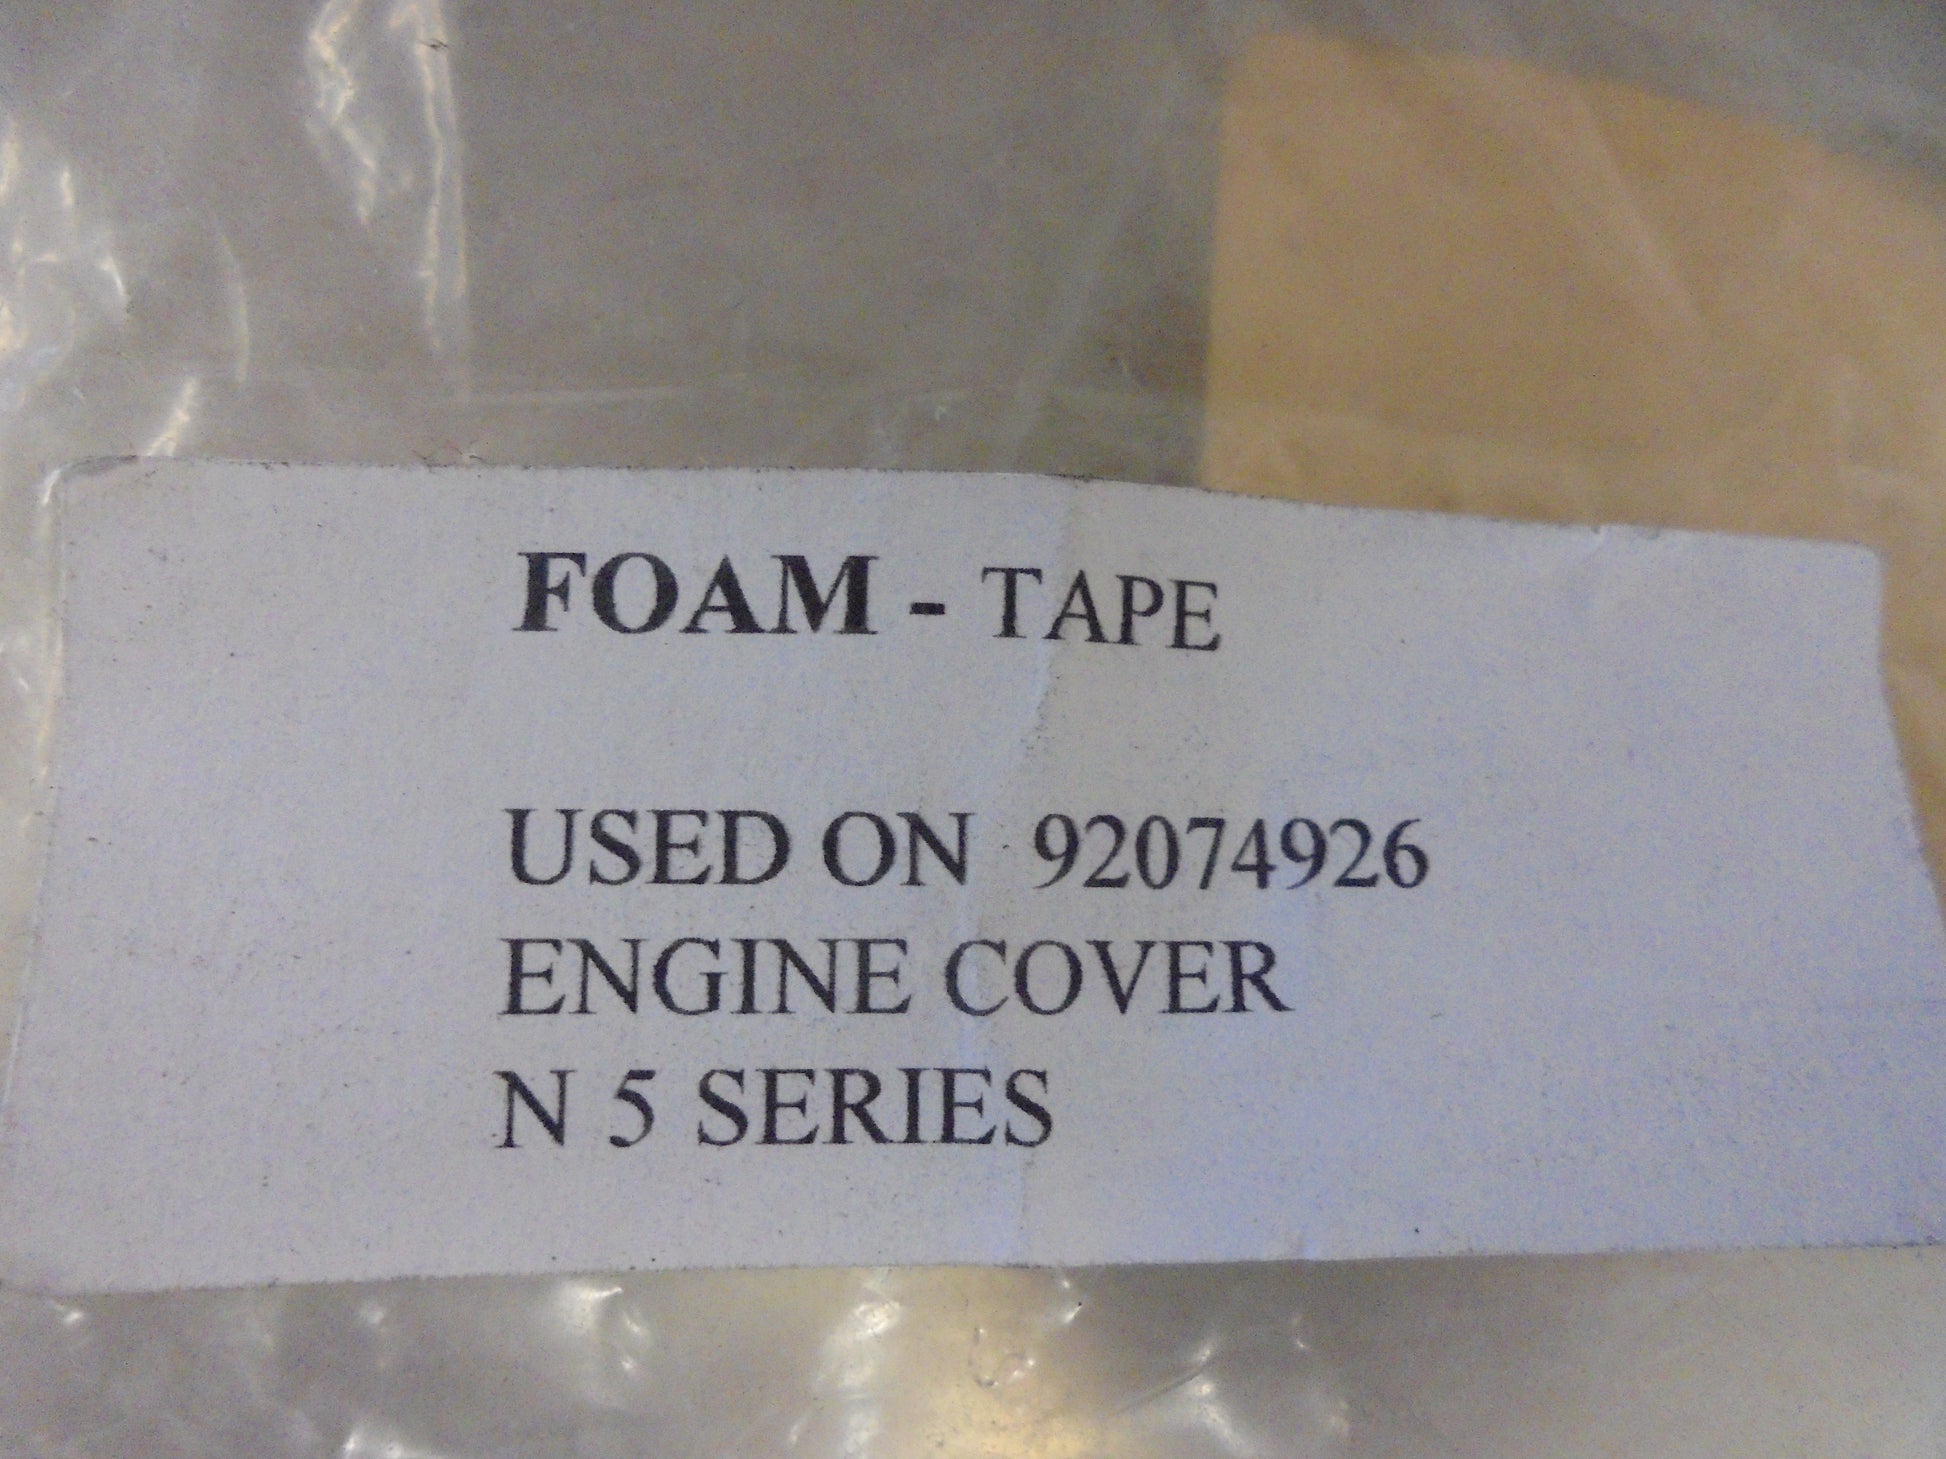 FOAM - TAPE
USED ON 92074926
ENGINE COVER
N 5 SERIES